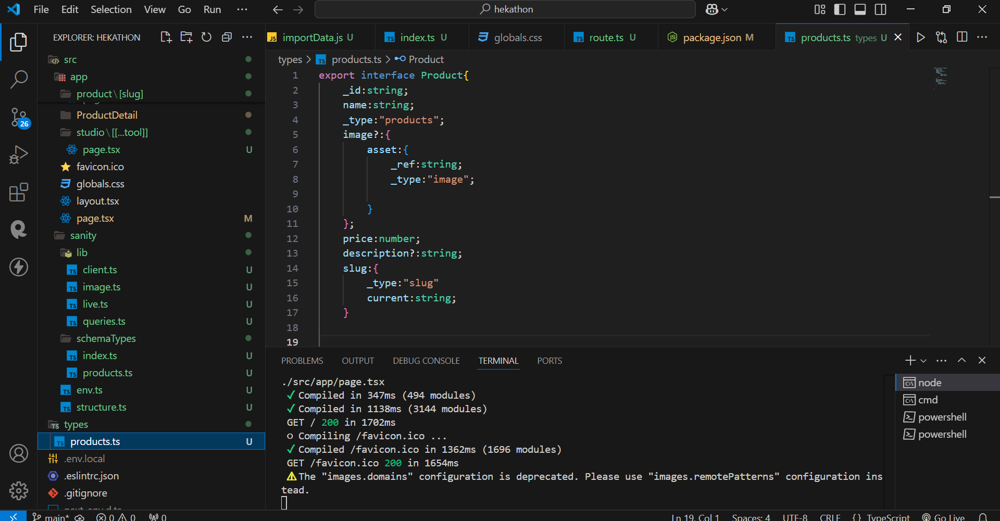 File Edit Selection View Go Run ···
hekathon
EXPLORER: HEKATHON
src
app
product\[slug]
ProductDetail
studio\[[...tool]]
page.tsx U
favicon.ico
globals.css
layout.tsx
page.tsx M
sanity
lib
client.ts U
image.ts U
live.ts U
queries.ts U
schemaTypes
index.ts U
products.ts U
env.ts U
structure.ts U
types
products.ts U
.env.local
.eslintrc.json
.gitignore
next-env.d.ts
26
importData.js U index.ts U globals.css route.ts U package.json M products.ts types U
types > products.ts > Product
1 export interface Product{
2 _id:string;
3 name:string;
4 _type:"products";
5 image?:{
6 asset:{
7 _ref:string;
8 _type:"image";
9
10 }
11 };
12 price:number;
13 description?:string;
14 slug:{
15 _type:"slug"
16 current:string;
17 }
18
19
PROBLEMS OUTPUT DEBUG CONSOLE TERMINAL PORTS
./src/app/page.tsx
✓ Compiled in 347ms (494 modules)
✓ Compiled in 1138ms (3144 modules)
GET / 200 in 1702ms
○ Compiling /favicon.ico ...
✓ Compiled /favicon.ico in 1362ms (1696 modules)
GET /favicon.ico 200 in 1654ms
⚠ The "images.domains" configuration is deprecated. Please use "images.remotePatterns" configuration ins
tead.
node
cmd
powershell
powershell
main* 0 0 0 Ln 19, Col 1 Spaces: 4 UTF-8 CRLF {} TypeScript Go Live